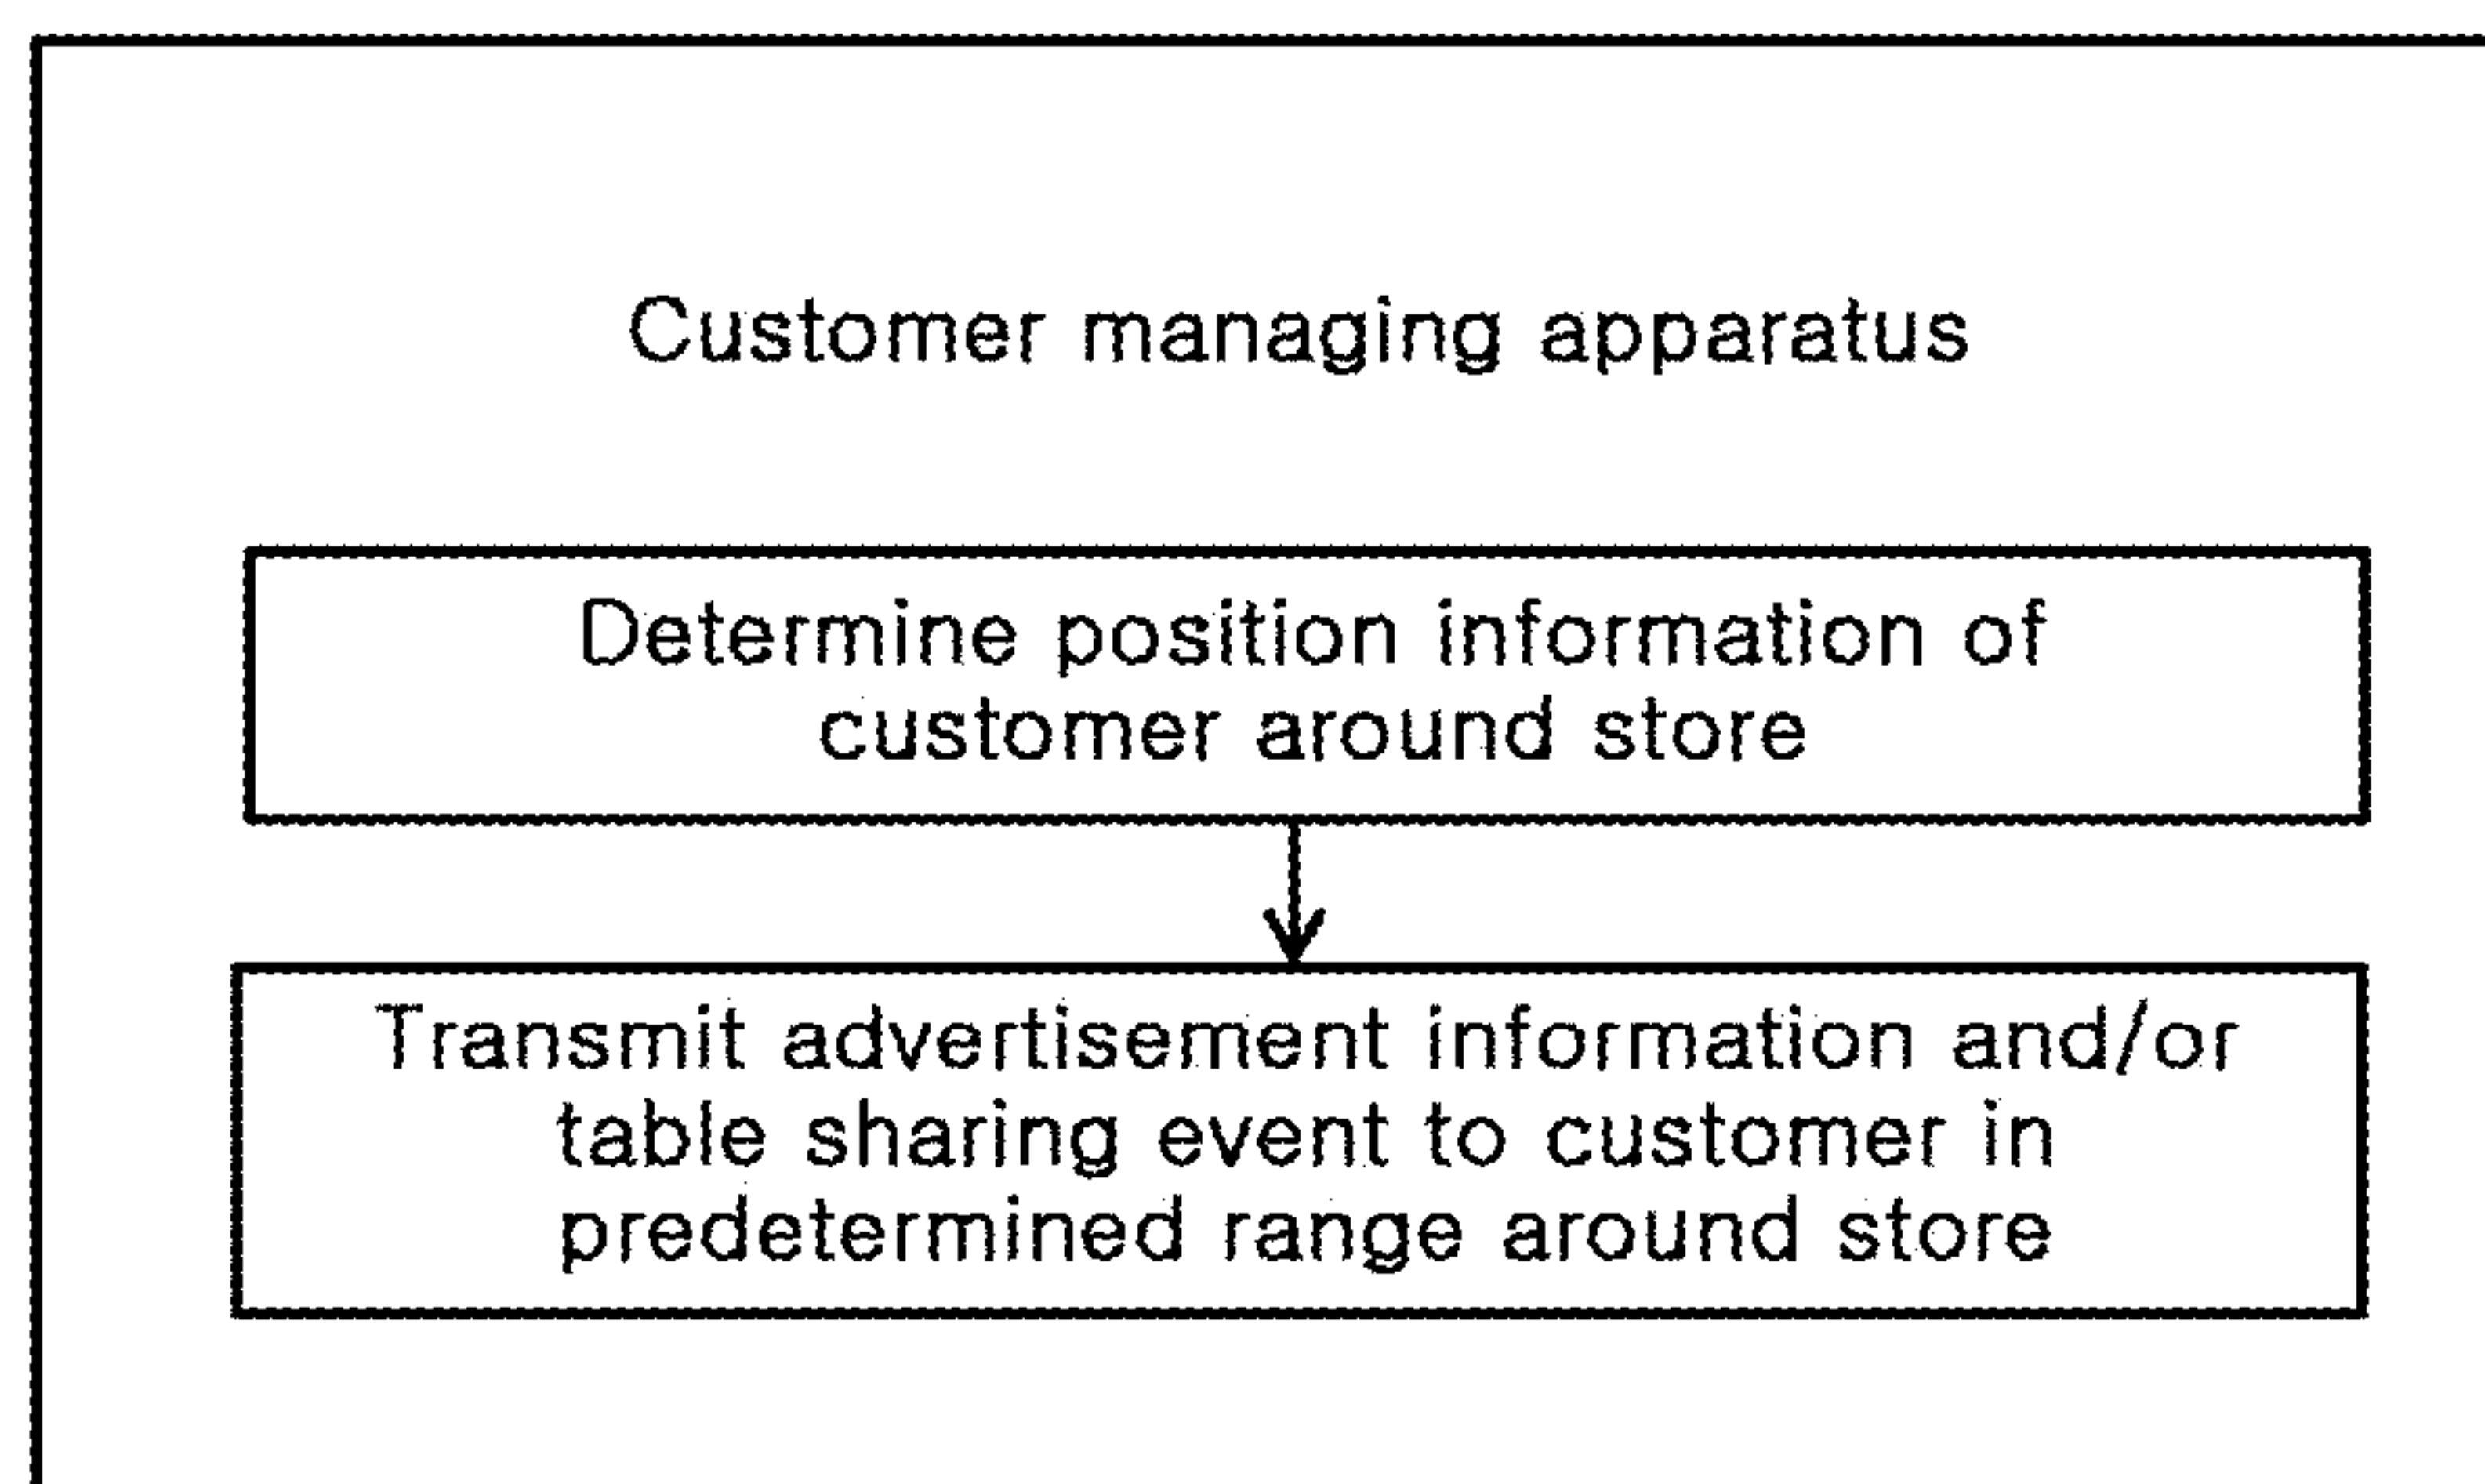 Customer managing apparatus
Determine position information of
customer around store
Transmit advertisement information and/or
table sharing event to customer in
predetermined range around store